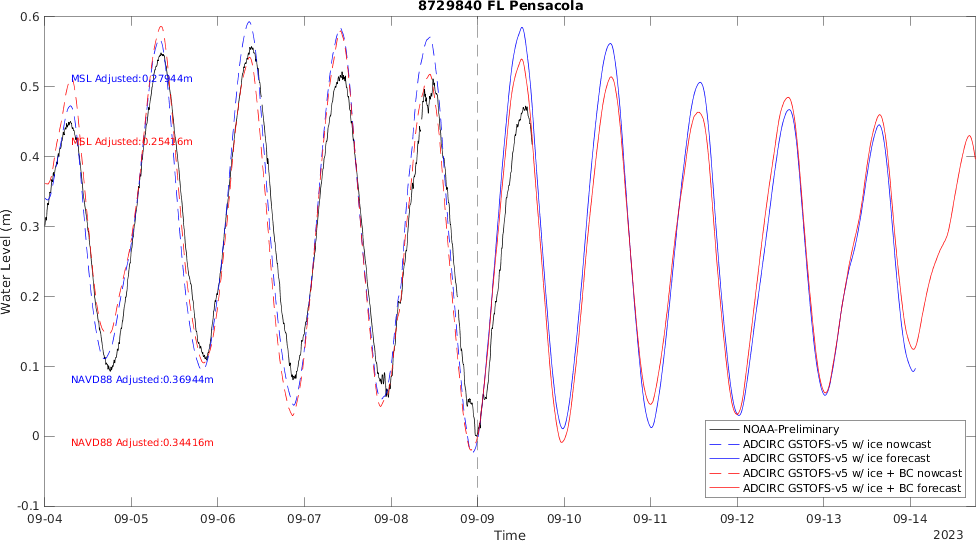 8729840 FL Pensacola
Water Level (m)
0.6
0.5
0.4
0.3
0.2
0.1
0
-0.1
MSL Adjusted:0.27944m
MSL Adjusted:0.25416m
NAVD88 Adjusted:0.36944m
NAVD88 Adjusted:0.34416m
NOAA-Preliminary
ADCIRC GSTOFS-v5 w/ ice nowcast
ADCIRC GSTOFS-v5 w/ ice forecast
ADCIRC GSTOFS-v5 w/ ice + BC nowcast
ADCIRC GSTOFS-v5 w/ ice + BC forecast
09-04 09-05 09-06 09-07 09-08 09-09 09-10 09-11 09-12 09-13 09-14
Time
2023